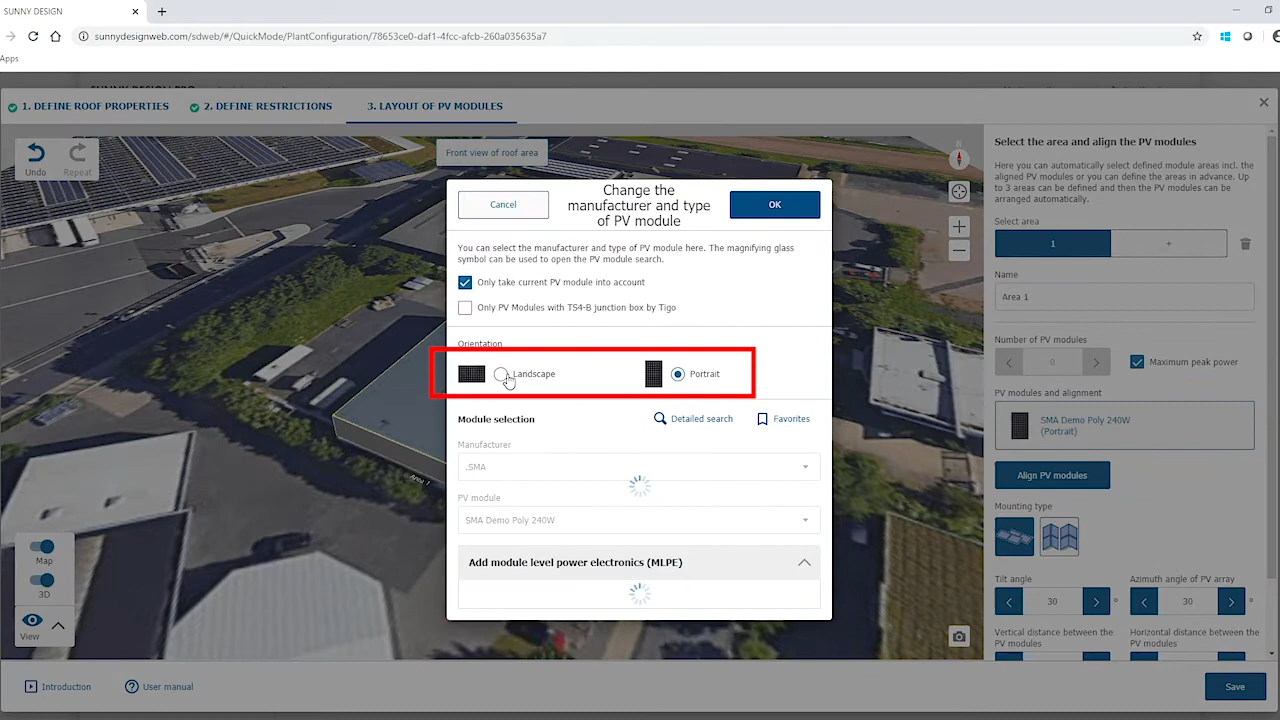 SUNNY DESIGN
sunnydesignweb.com/sdweb/#/QuickMode/PlantConfiguration/78653ce0-daf1-4fcc-afcb-260a035635a7
Apps
1. DEFINE ROOF PROPERTIES
2. DEFINE RESTRICTIONS
3. LAYOUT OF PV MODULES
Undo
Repeat
Front view of roof area
N
Cancel
Change the
manufacturer and type
of PV module
OK
You can select the manufacturer and type of PV module here. The magnifying glass
symbol can be used to open the PV module search.
Only take current PV module into account
Only PV Modules with TS4-B junction box by Tigo
Orientation
Landscape
Portrait
Module selection
Detailed search
Favorites
Manufacturer
.SMA
PV module
SMA Demo Poly 240W
Add module level power electronics (MLPE)
Area 1
Map
3D
View
Select the area and align the PV modules
Here you can automatically select defined module areas incl. the
aligned PV modules or you can define the areas in advance. Up
to 3 areas can be defined and then the PV modules can be
arranged automatically.
Select area
1
+
Name
Area 1
Number of PV modules
0
Maximum peak power
PV modules and alignment
SMA Demo Poly 240W
(Portrait)
Align PV modules
Mounting type
Tilt angle
30 °
Azimuth angle of PV array
30 °
Vertical distance between the
PV modules
Horizontal distance between the
PV modules
Introduction
User manual
Save